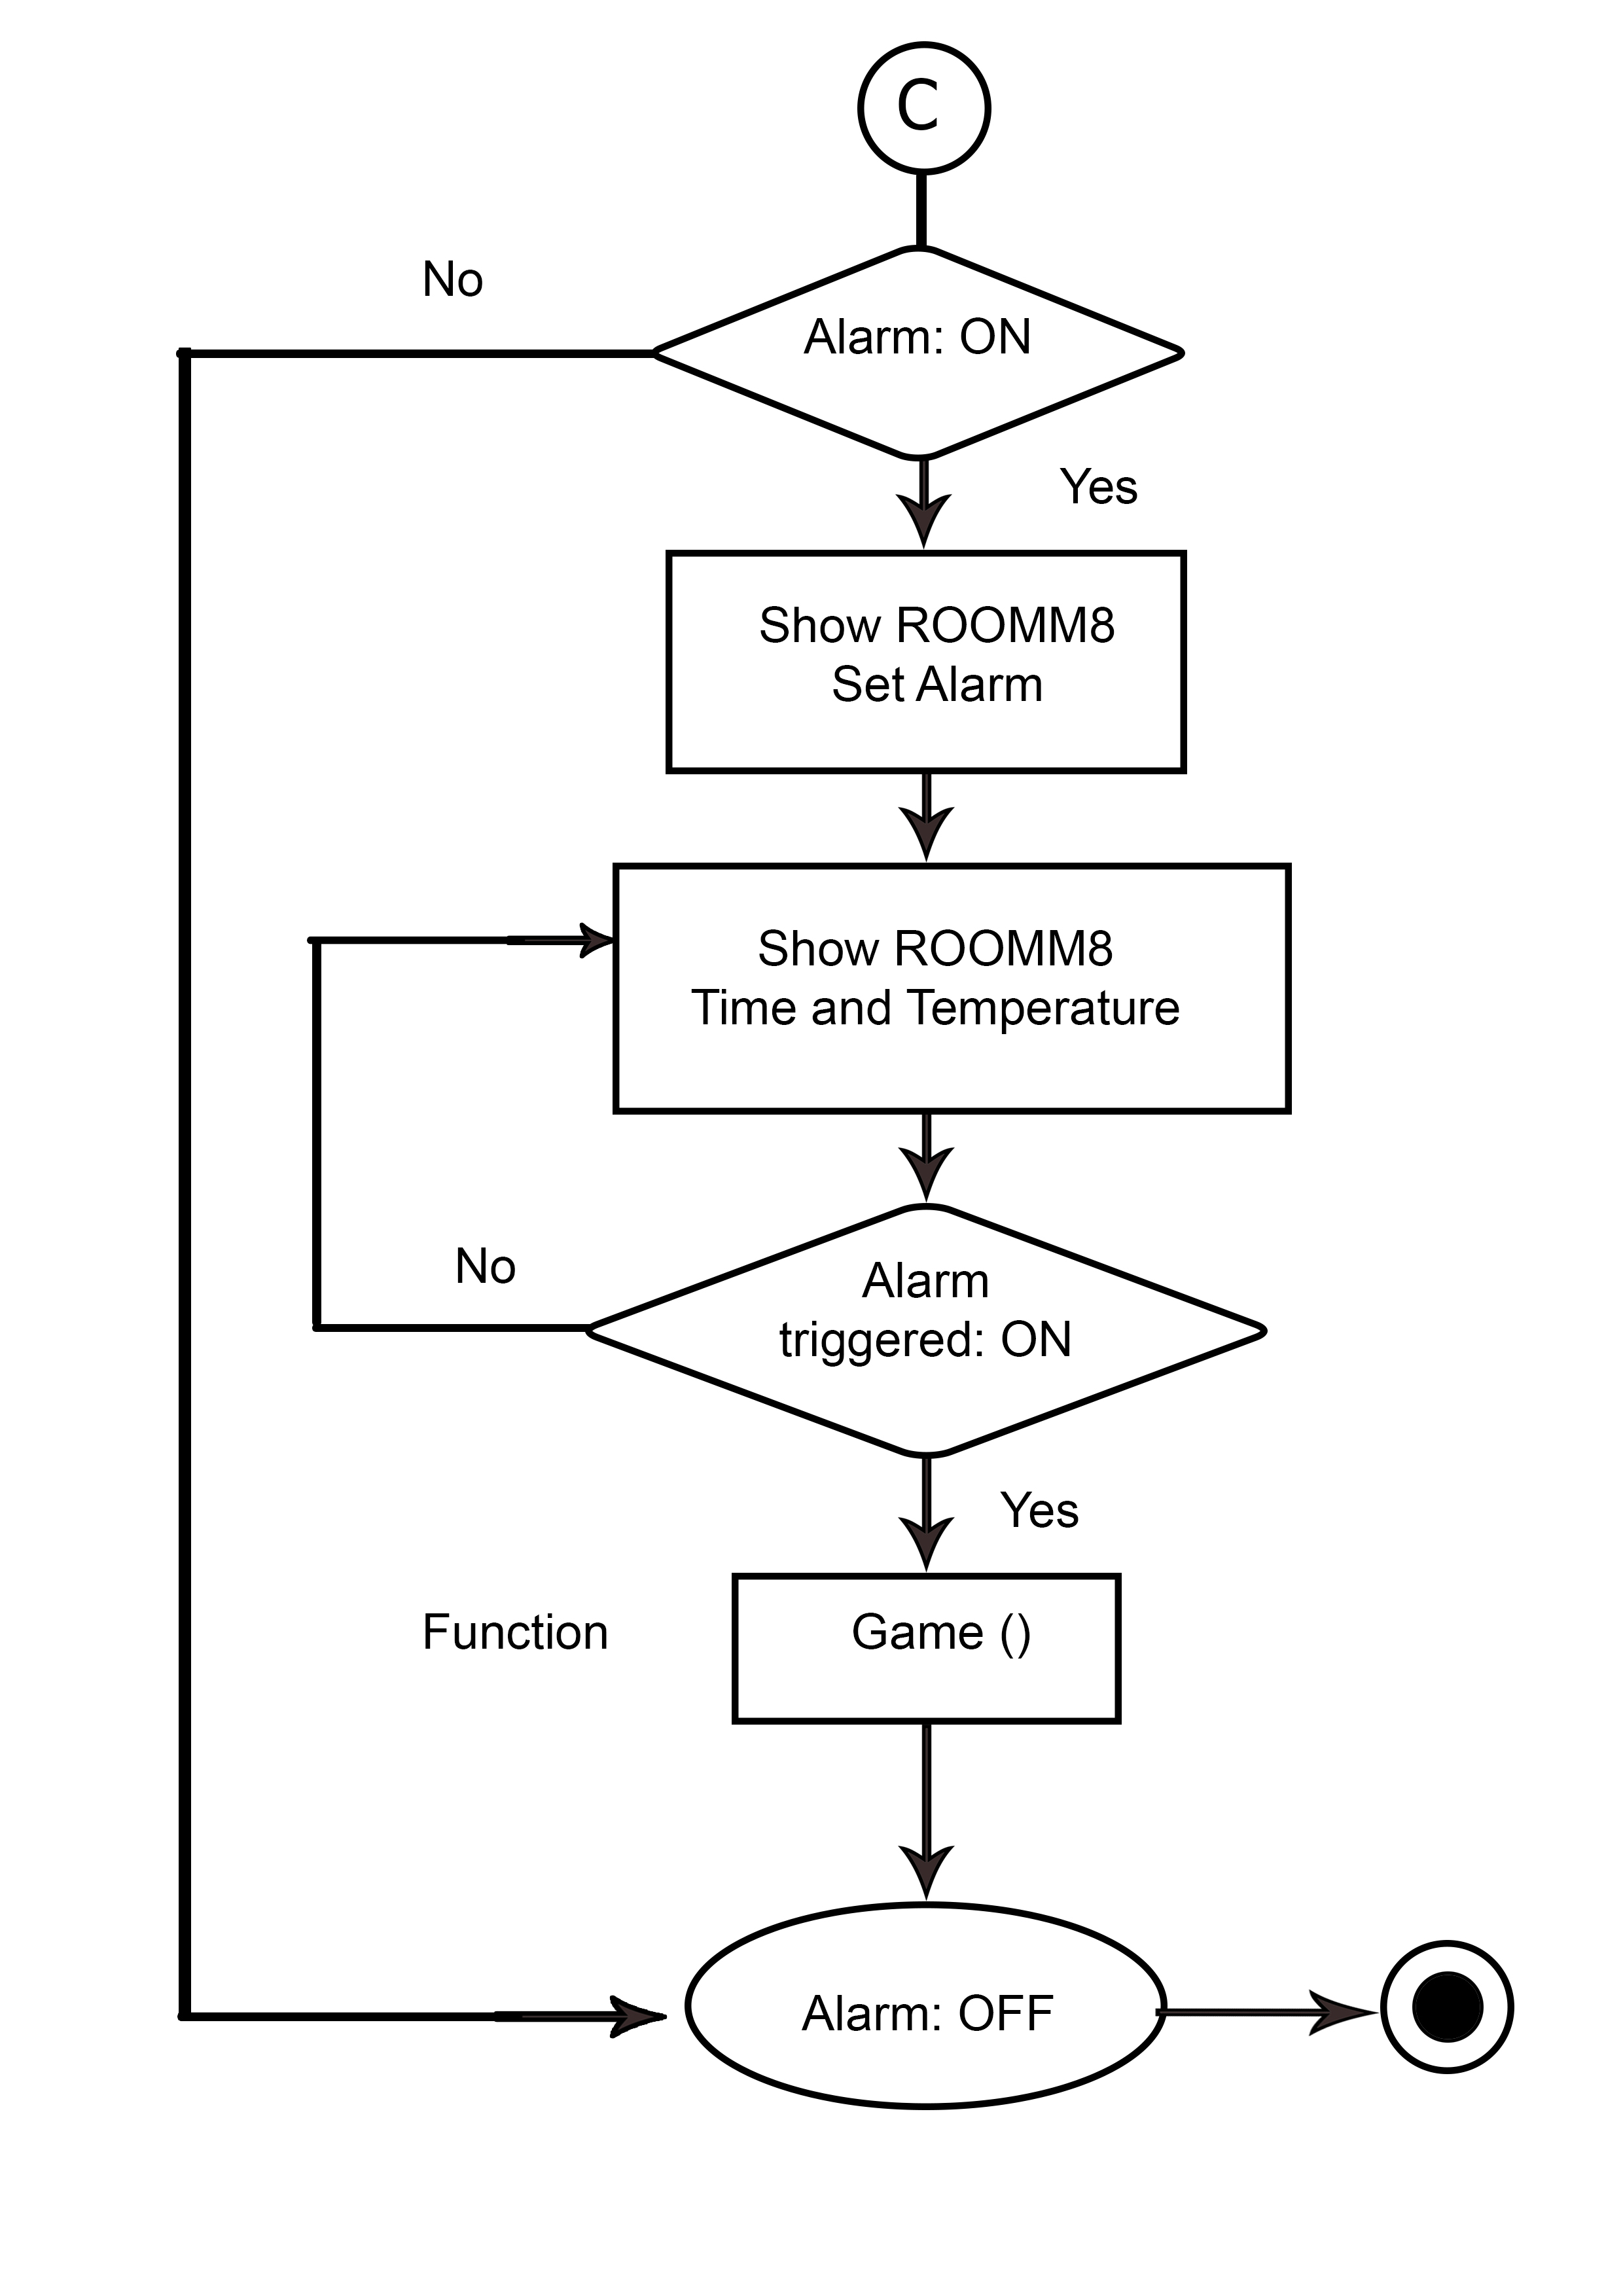 C
No
Alarm: ON
Yes
Show ROOMM8
Set Alarm
Show ROOMM8
Time and Temperature
No
Alarm
triggered: ON
Yes
Function
Game ()
Alarm: OFF